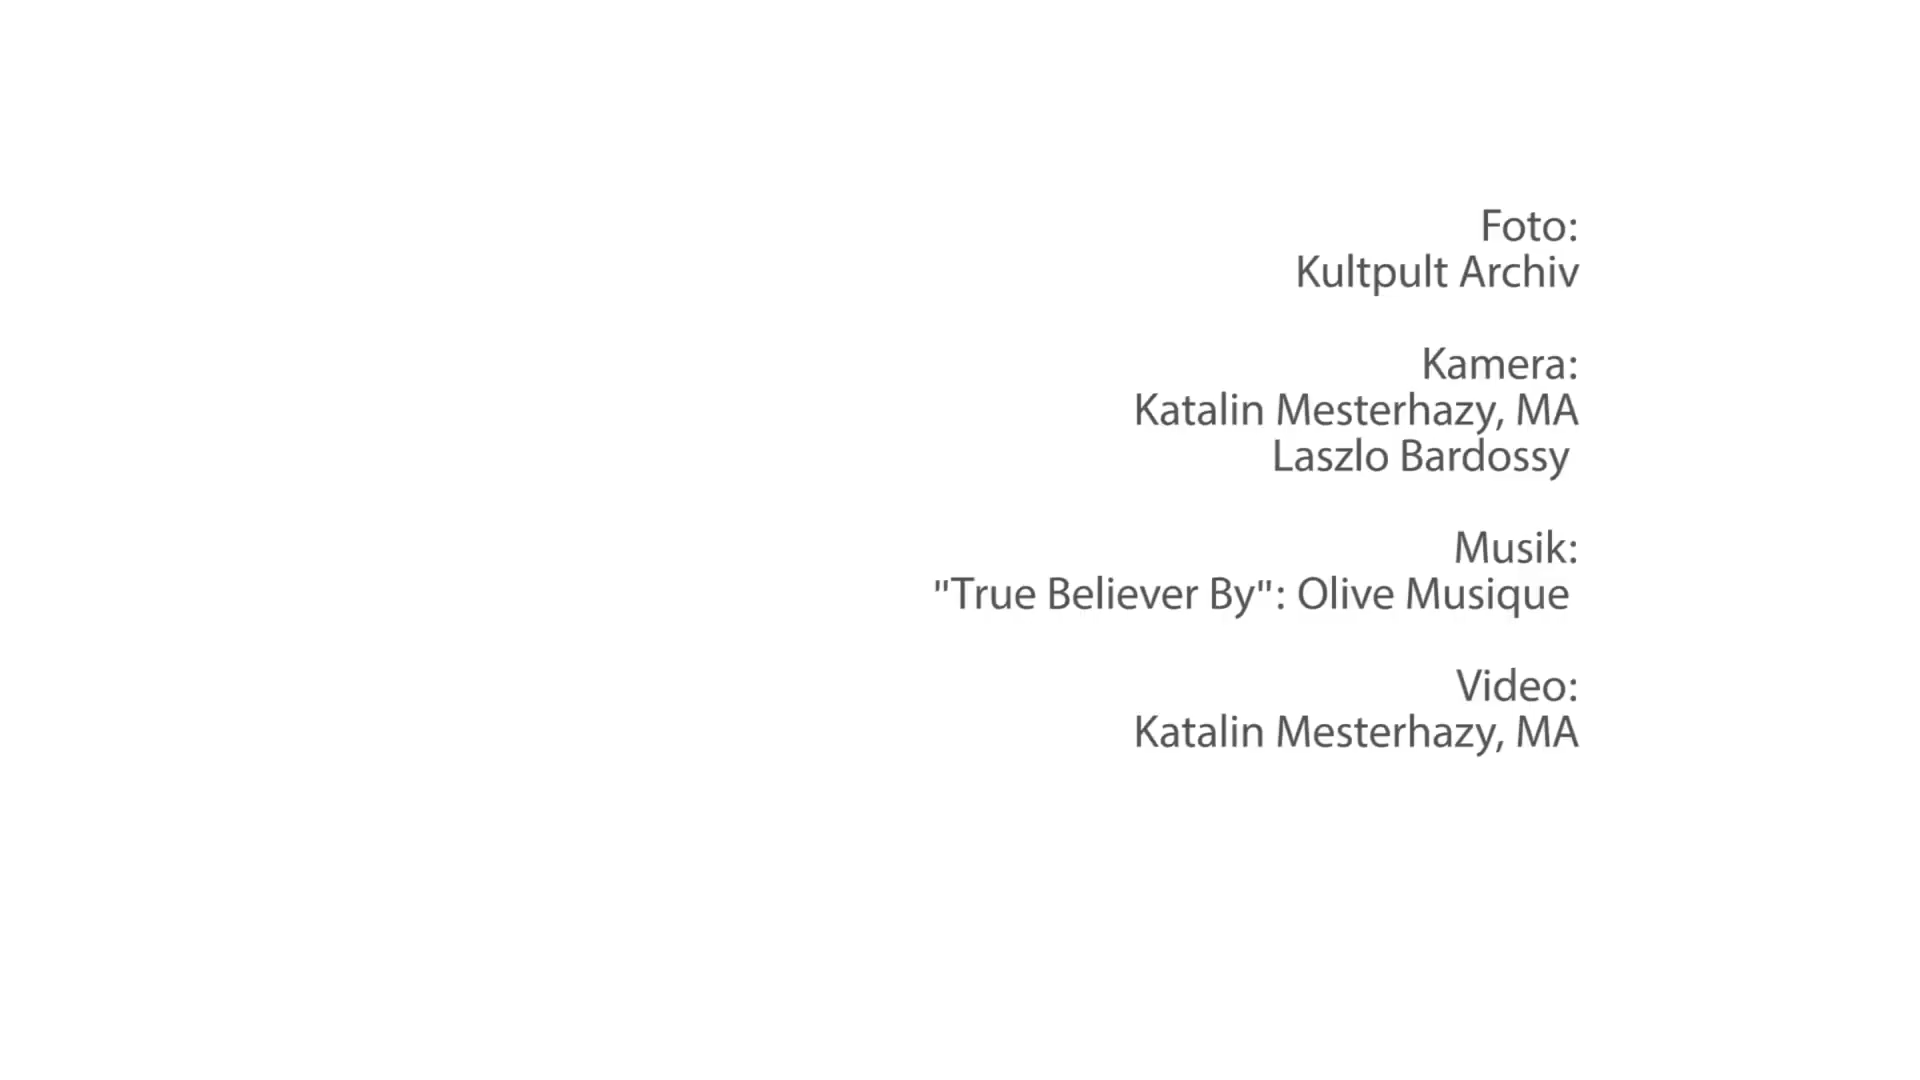 Foto:
Kultpult Archiv
Kamera:
Katalin Mesterhazy, MA
Laszlo Bardossy
Musik:
"True Believer By": Olive Musique
Video:
Katalin Mesterhazy, MA